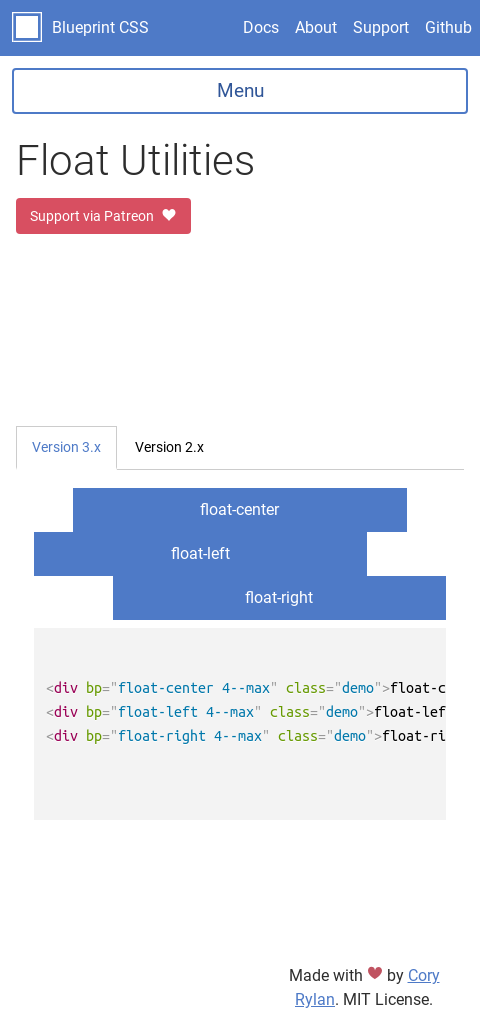 Blueprint CSS Docs About Support Github
Menu
Float Utilities
Support via Patreon
Version 3.x Version 2.x
float-center
float-left
float-right
<div bp="float-center 4--max" class="demo">float-c
<div bp="float-left 4--max" class="demo">float-lef
<div bp="float-right 4--max" class="demo">float-ri
Made with ❤ by Cory
Rylan. MIT License.